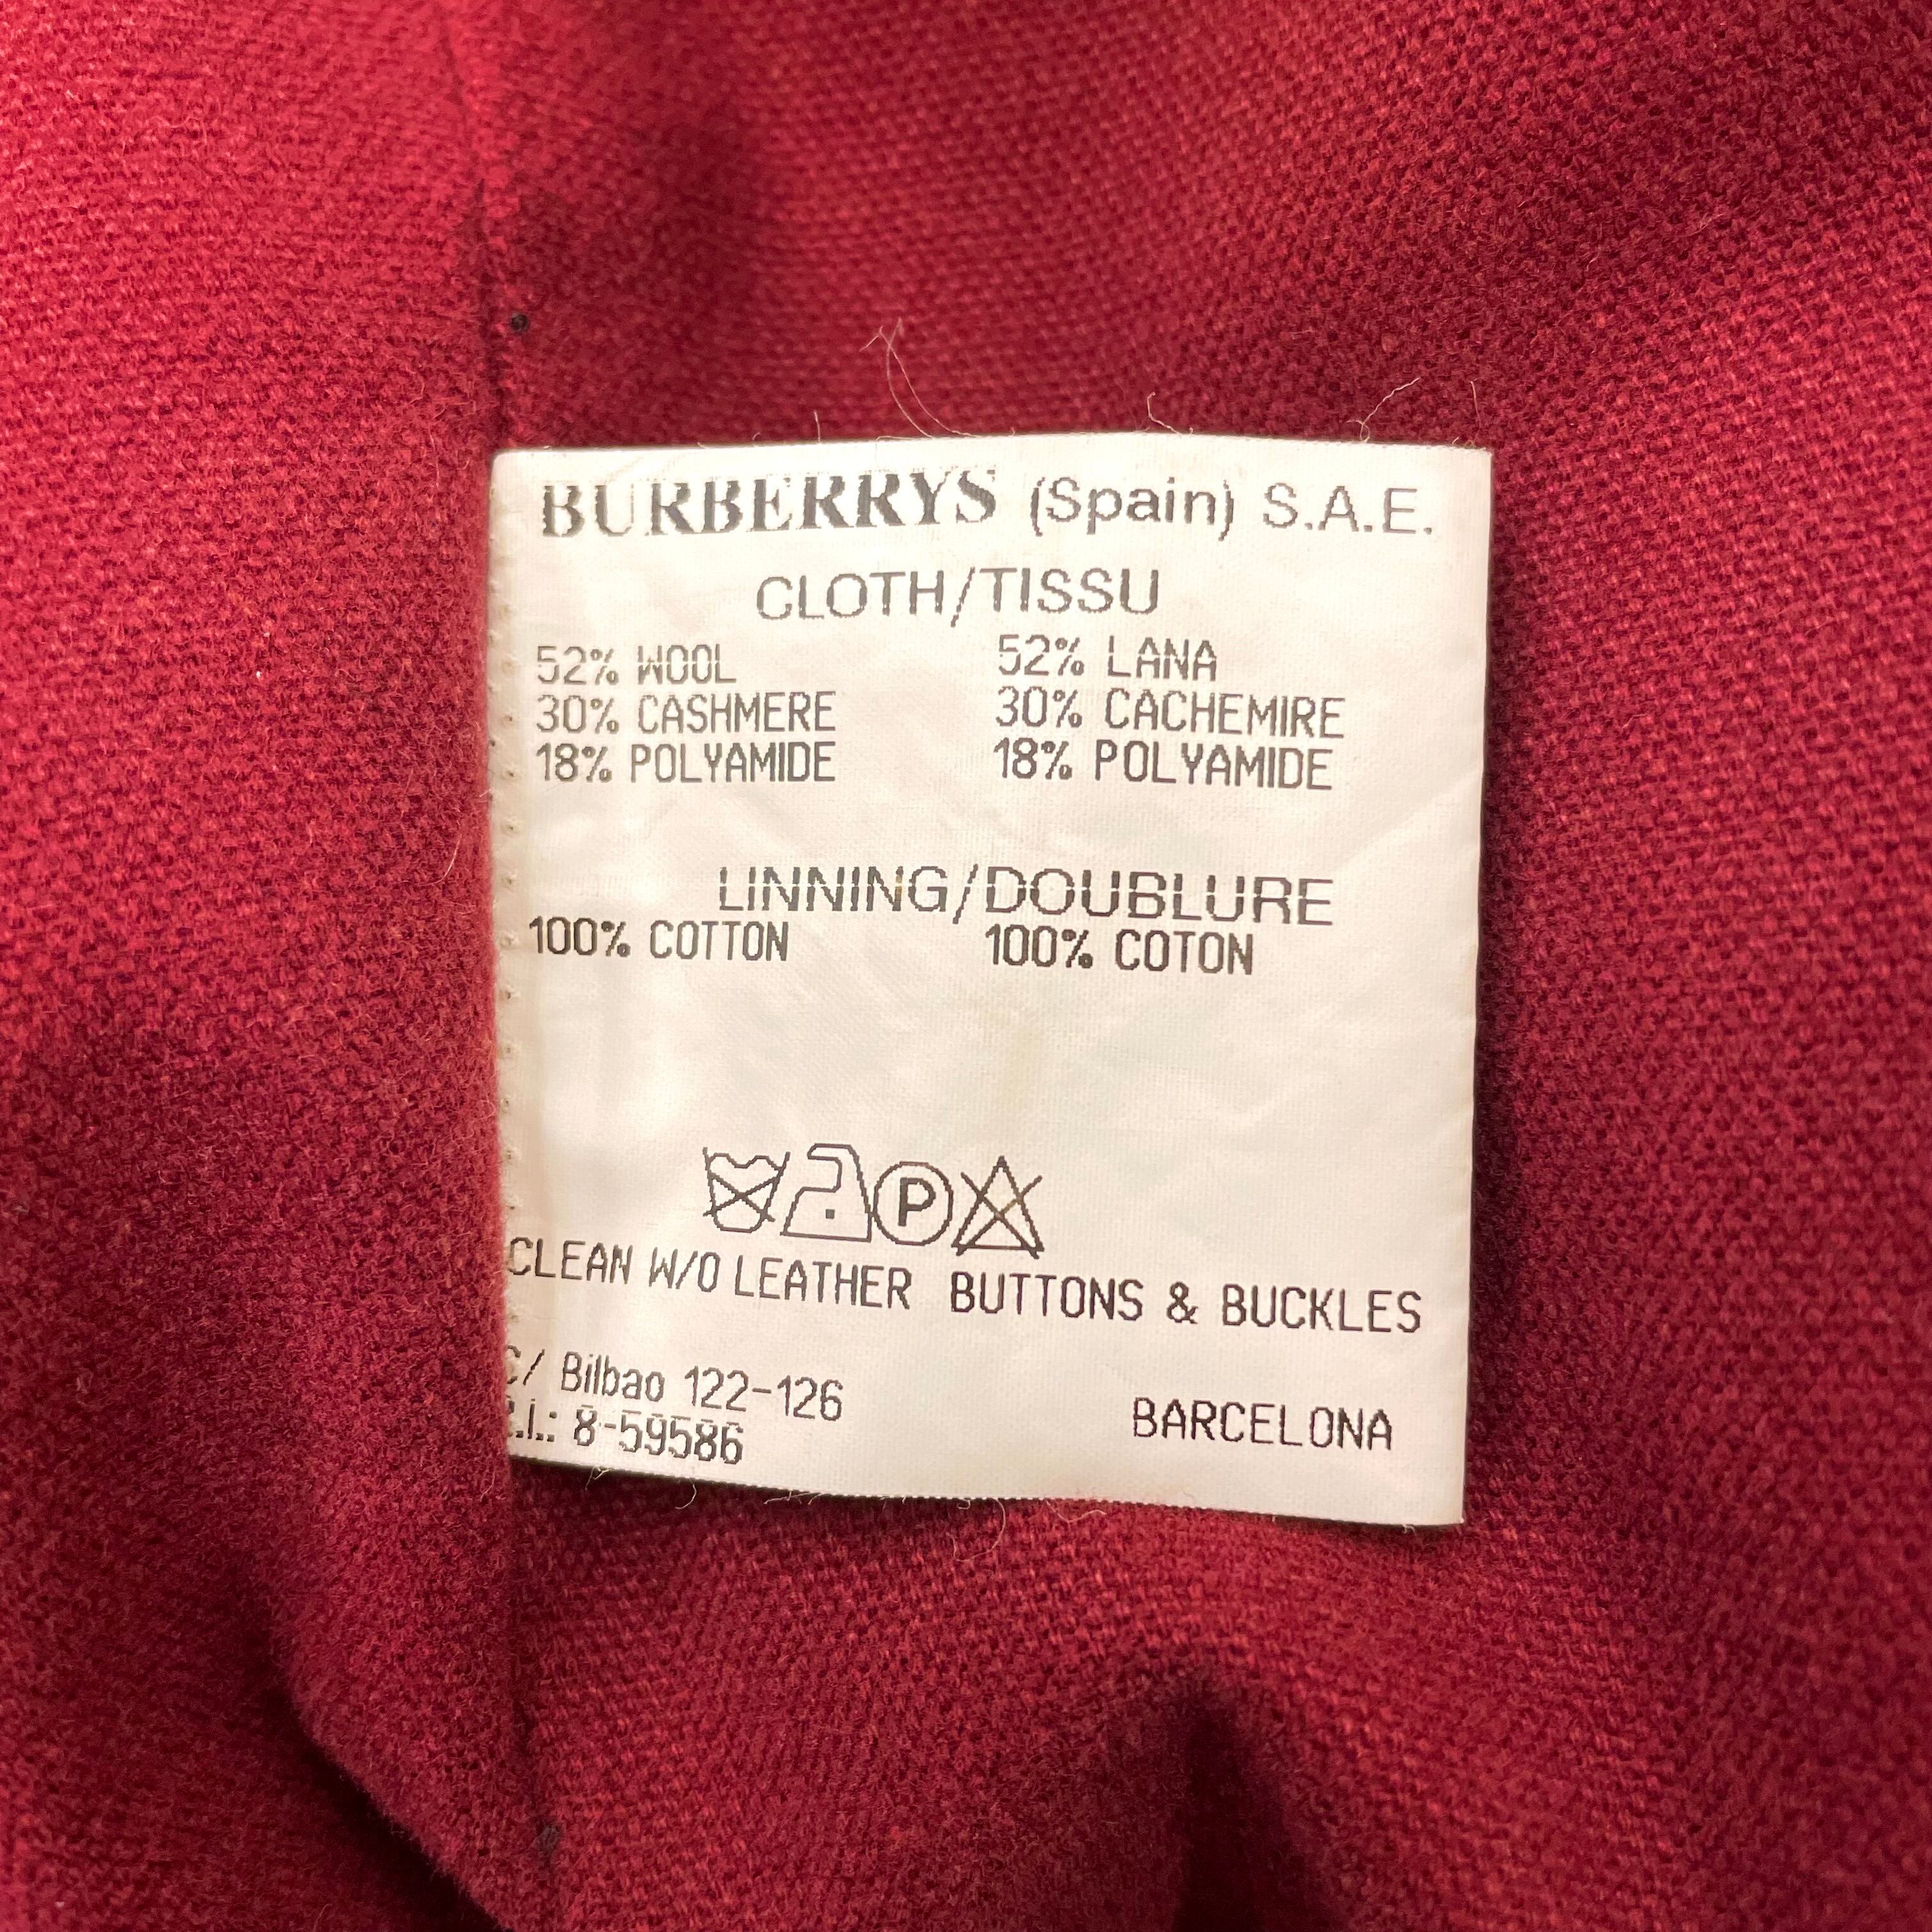 BURBERRYS (Spain) S.A.E.
CLOTH/TISSU
52% WOOL 52% LANA
30% CASHMERE 30% CACHEMIRE
18% POLYAMIDE 18% POLYAMIDE
LINNING/DOUBLURE
100% COTTON 100% COTON
P
CLEAN W/O LEATHER BUTTONS & BUCKLES
C/ Bilbao 122-126
8-59586 BARCELONA